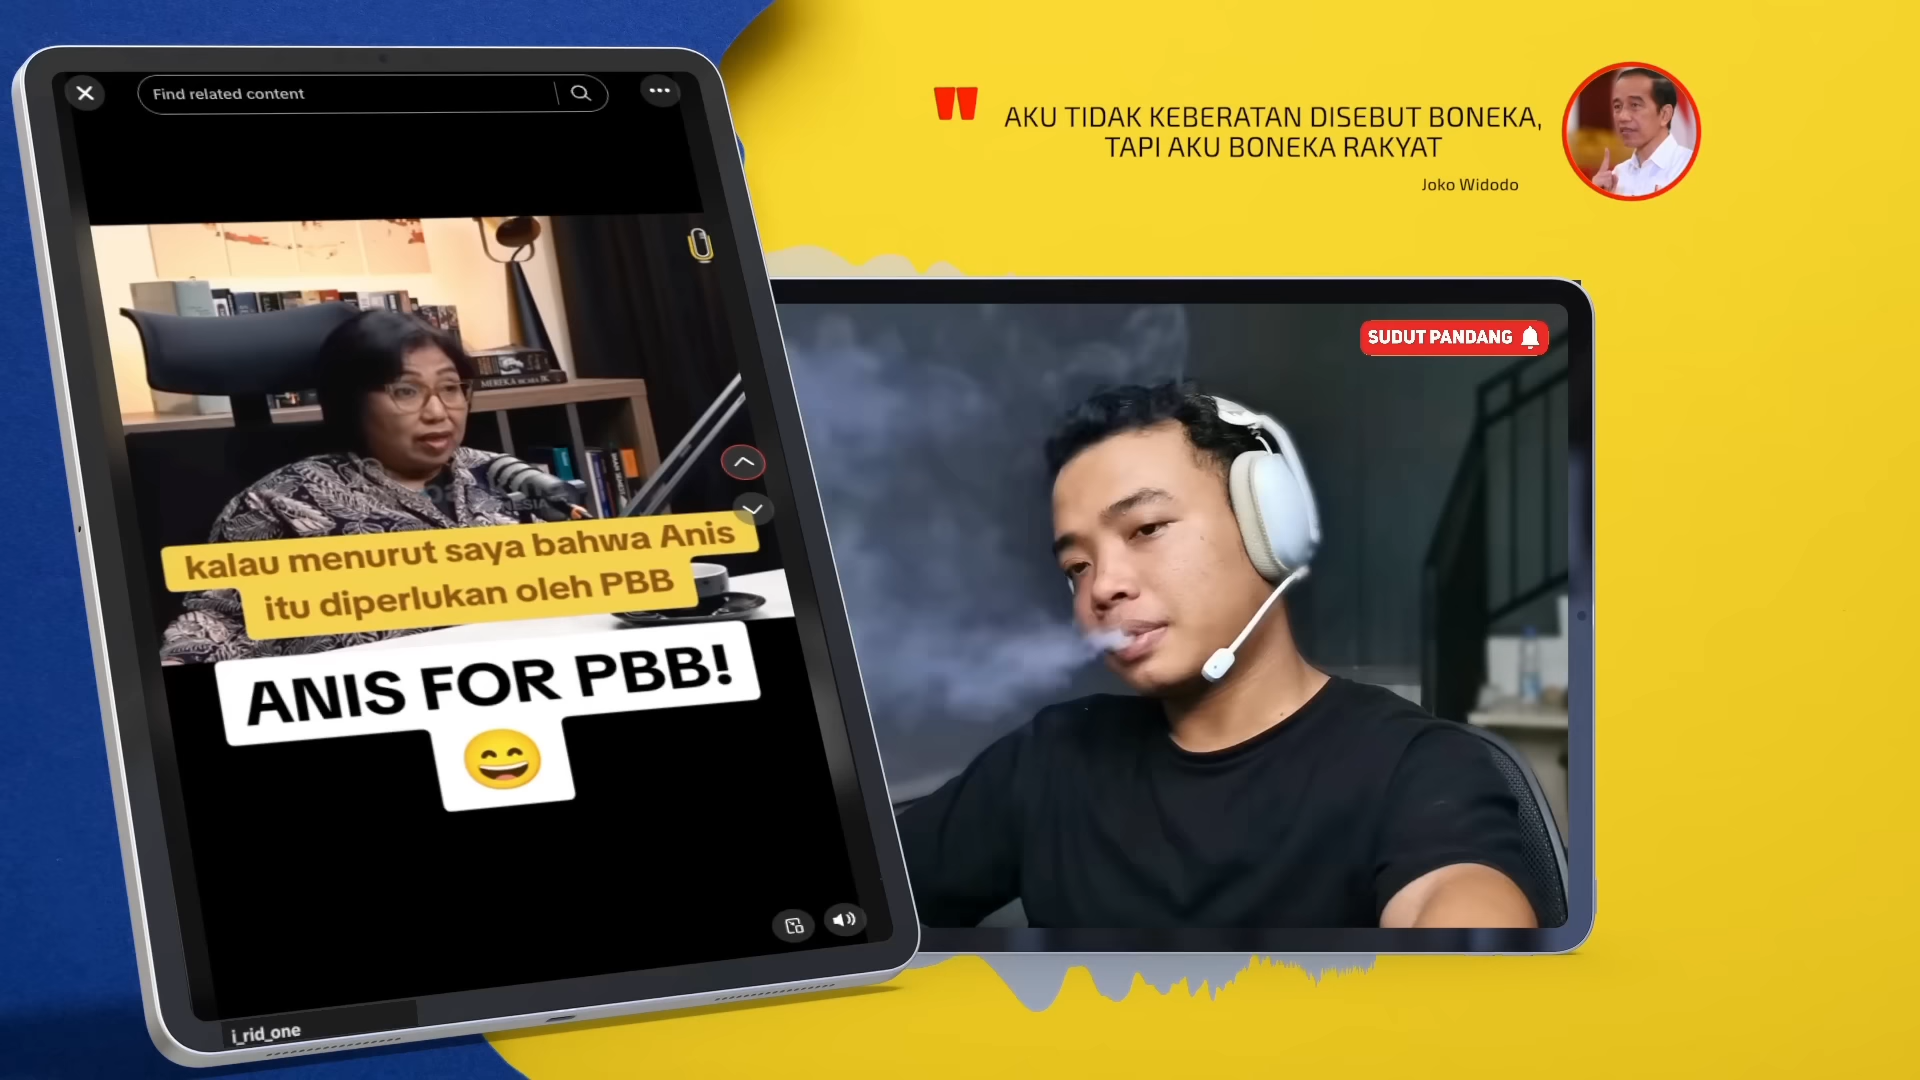 Find related content
AKU TIDAK KEBERATAN DISEBUT BONEKA,
TAPI AKU BONEKA RAKYAT
Joko Widodo
SUDUT PANDANG
MEREKA
kalau menurut saya bahwa Anis
itu diperlukan oleh PBB
ANIS FOR PBB!
i_rid_one